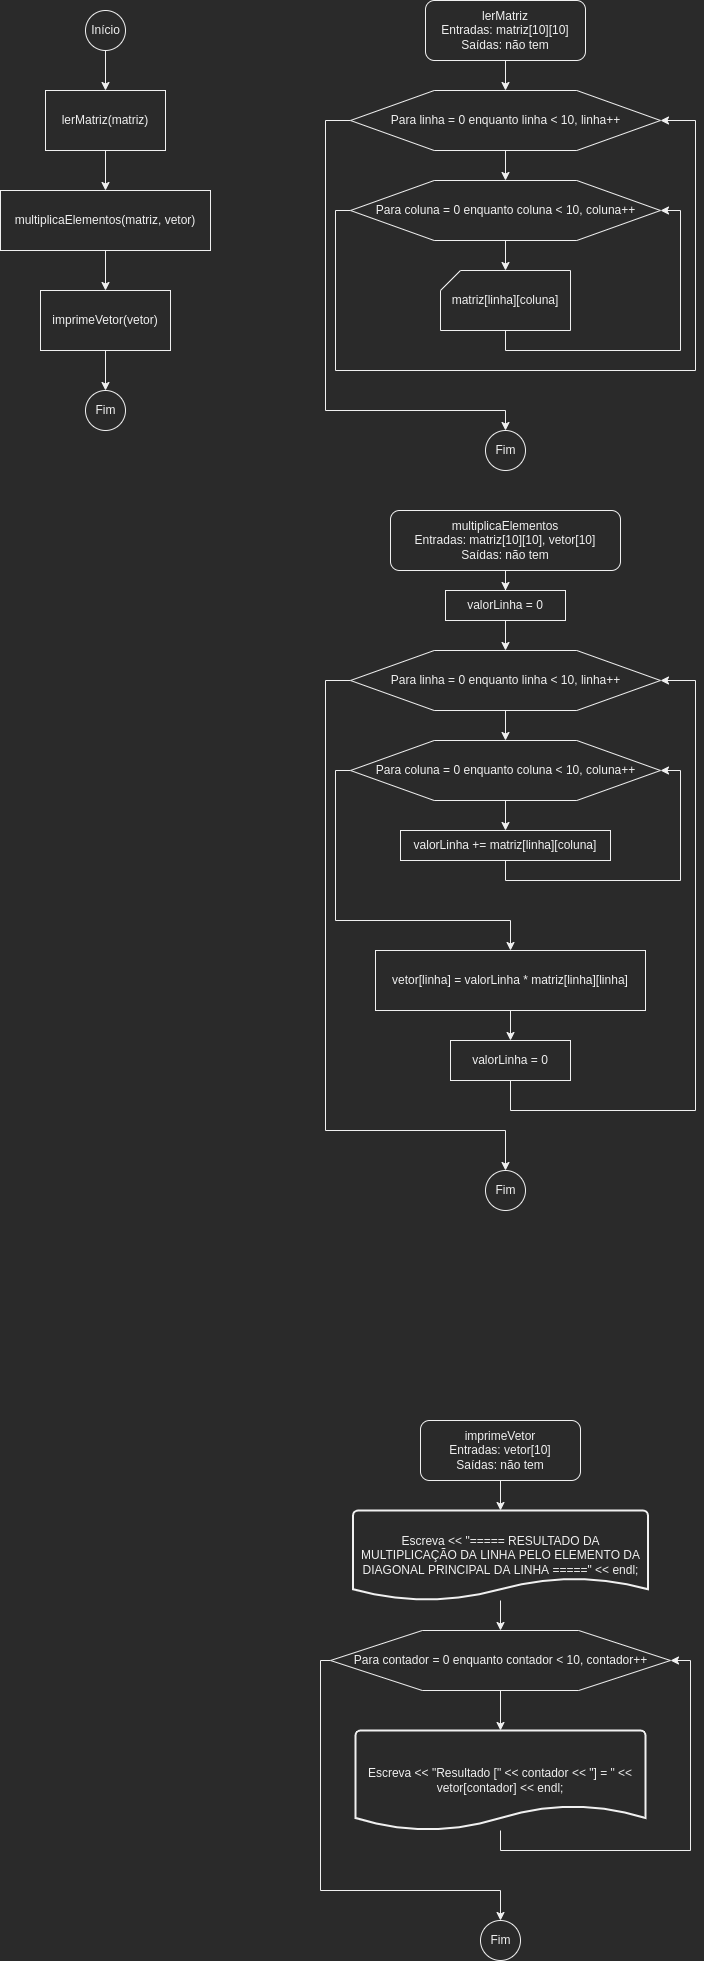 Início
lerMatriz(matriz)
multiplicaElementos(matriz, vetor)
imprimeVetor(vetor)
Fim
lerMatriz
Entradas: matriz[10][10]
Saídas: não tem
Para linha = 0 enquanto linha < 10, linha++
Para coluna = 0 enquanto coluna < 10, coluna++
matriz[linha][coluna]
Fim
multiplicaElementos
Entradas: matriz[10][10], vetor[10]
Saídas: não tem
valorLinha = 0
Para linha = 0 enquanto linha < 10, linha++
Para coluna = 0 enquanto coluna < 10, coluna++
valorLinha += matriz[linha][coluna]
vetor[linha] = valorLinha * matriz[linha][linha]
valorLinha = 0
Fim
imprimeVetor
Entradas: vetor[10]
Saídas: não tem
Escreva << "===== RESULTADO DA
MULTIPLICAÇÃO DA LINHA PELO ELEMENTO DA
DIAGONAL PRINCIPAL DA LINHA =====" << endl;
Para contador = 0 enquanto contador < 10, contador++
Escreva << "Resultado [" << contador << "] = " <<
vetor[contador] << endl;
Fim